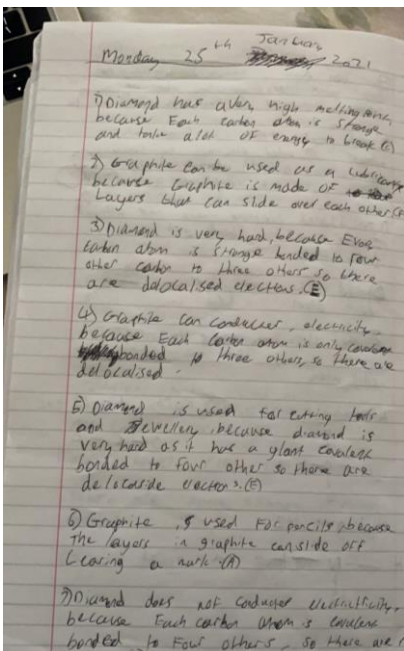 Monday 25th January 2021
1) Diamond has a very high melting point,
because Each carbon atom is stronge
and take alot of energy to break (C)
2) Graphite can be used as a lubricant
because Graphite is made of
Layers that can slide over each other (F)
3) Diamond is very hard, because Every
carbon atom is stronge bonded to four
other carbon to three others so there
are delocalised electrons. (E)
4) Graphite can conducter, electricity,
because Each carbon atom is only covalent
bonded to three others, so there are
delocalised.
5) Diamond is used for cutting tools
and Jewellery, because diamond is
very hard as it has a giant covalent
bonded to four other so there are
delocaside electrons. (E)
6) Graphite, is used For pencils, because
The layers in graphite can slide off
Leaving a mark. (A)
7) Diamond does not conductor
because Each carbon atom is covalent
bonded to Four others, so there are